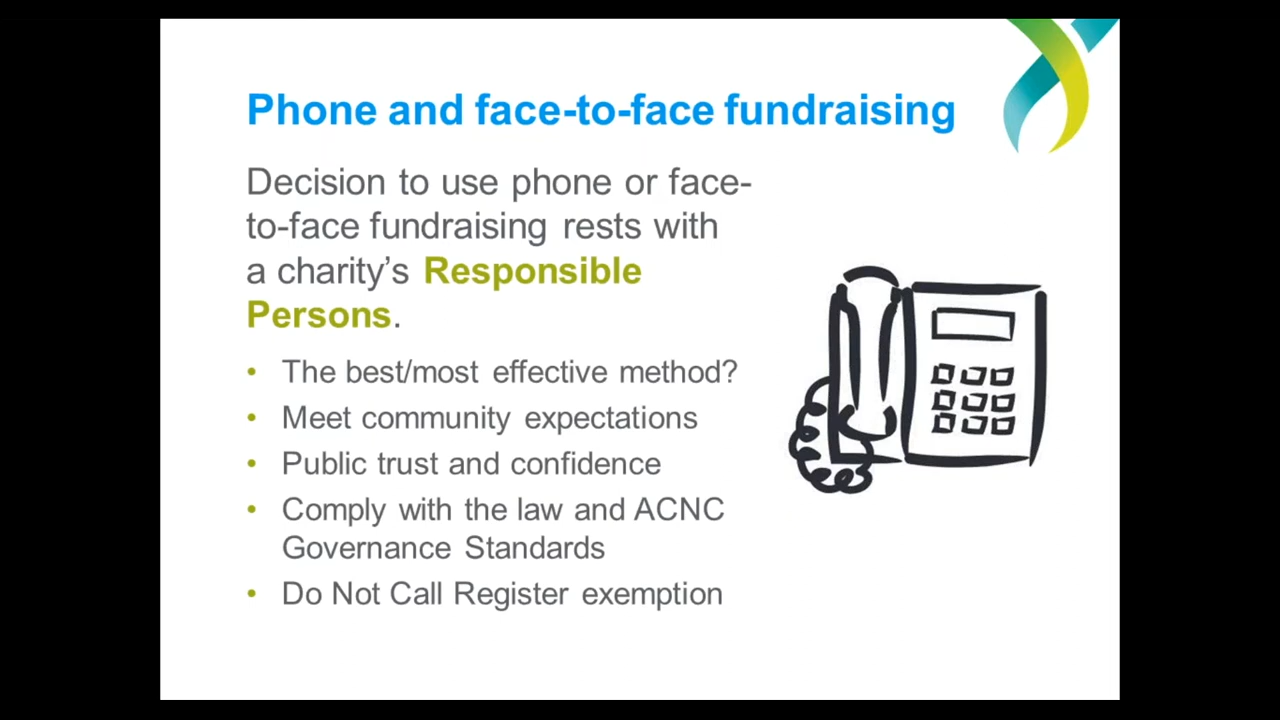 Phone and face-to-face fundraising
Decision to use phone or face-
to-face fundraising rests with
a charity’s Responsible
Persons.
• The best/most effective method?
• Meet community expectations
• Public trust and confidence
• Comply with the law and ACNC
Governance Standards
• Do Not Call Register exemption